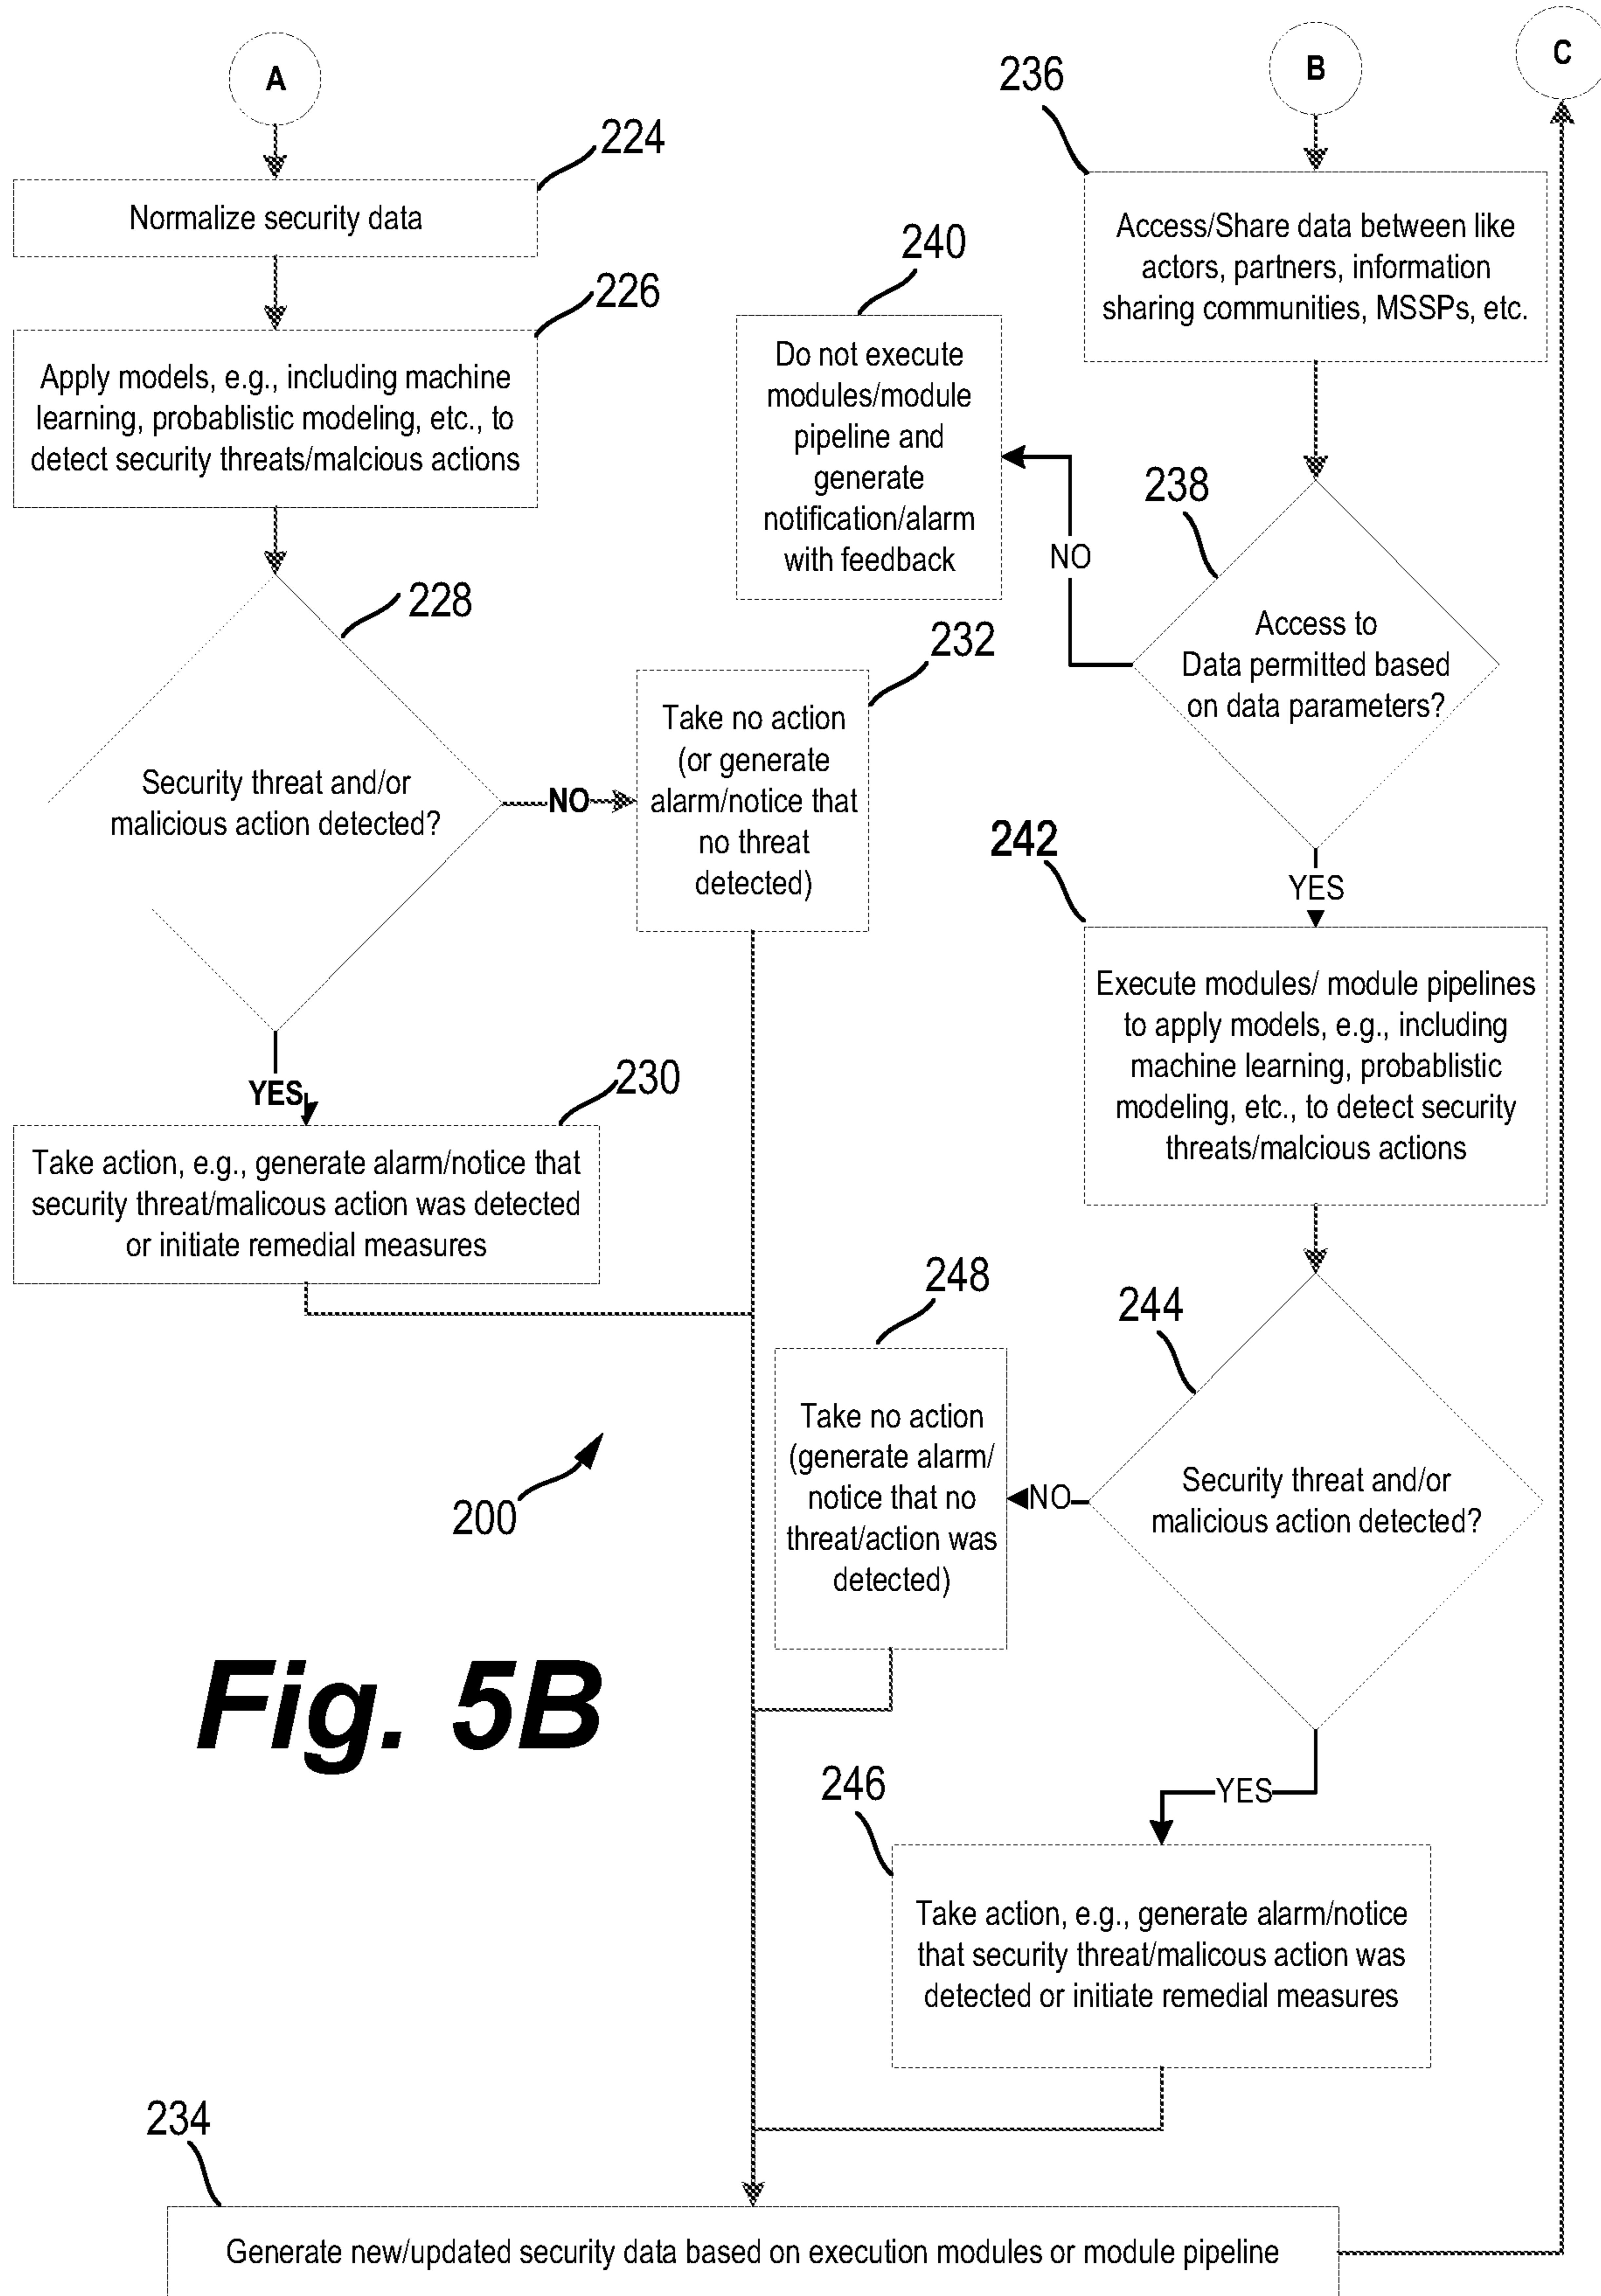 A
224
Normalize security data
226
Apply models, e.g., including machine
learning, probablistic modeling, etc., to
detect security threats/malcious actions
228
Security threat and/or
malicious action detected?
NO
232
Take no action
(or generate
alarm/notice that
no threat
detected)
YES
230
Take action, e.g., generate alarm/notice that
security threat/malicous action was detected
or initiate remedial measures
B
C
236
Access/Share data between like
actors, partners, information
sharing communities, MSSPs, etc.
240
Do not execute
modules/module
pipeline and
generate
notification/alarm
with feedback
NO
238
Access to
Data permitted based
on data parameters?
YES
242
Execute modules/ module pipelines
to apply models, e.g., including
machine learning, probablistic
modeling, etc., to detect security
threats/malcious actions
244
Security threat and/or
malicious action detected?
NO
248
Take no action
(generate alarm/
notice that no
threat/action was
detected)
YES
246
Take action, e.g., generate alarm/notice
that security threat/malicous action was
detected or initiate remedial measures
200
Fig. 5B
234
Generate new/updated security data based on execution modules or module pipeline